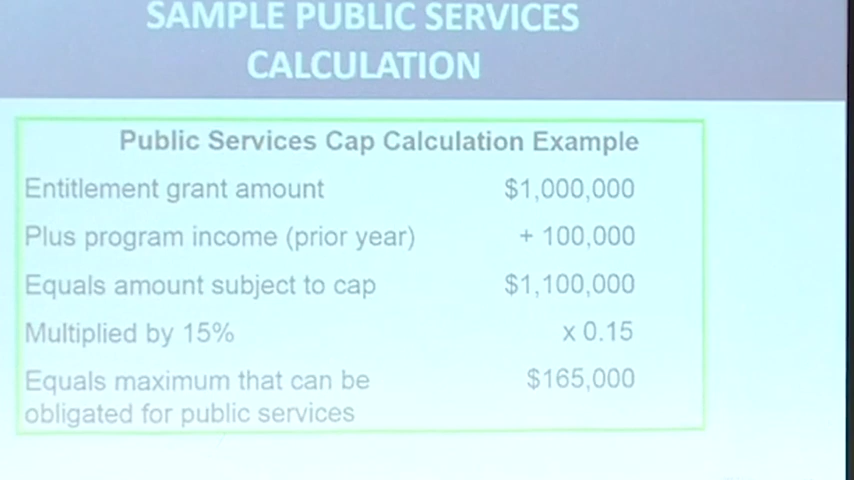 SAMPLE PUBLIC SERVICES
CALCULATION
Public Services Cap Calculation Example
Entitlement grant amount $1,000,000
Plus program income (prior year) + 100,000
Equals amount subject to cap $1,100,000
Multiplied by 15% x 0.15
Equals maximum that can be $165,000
obligated for public services